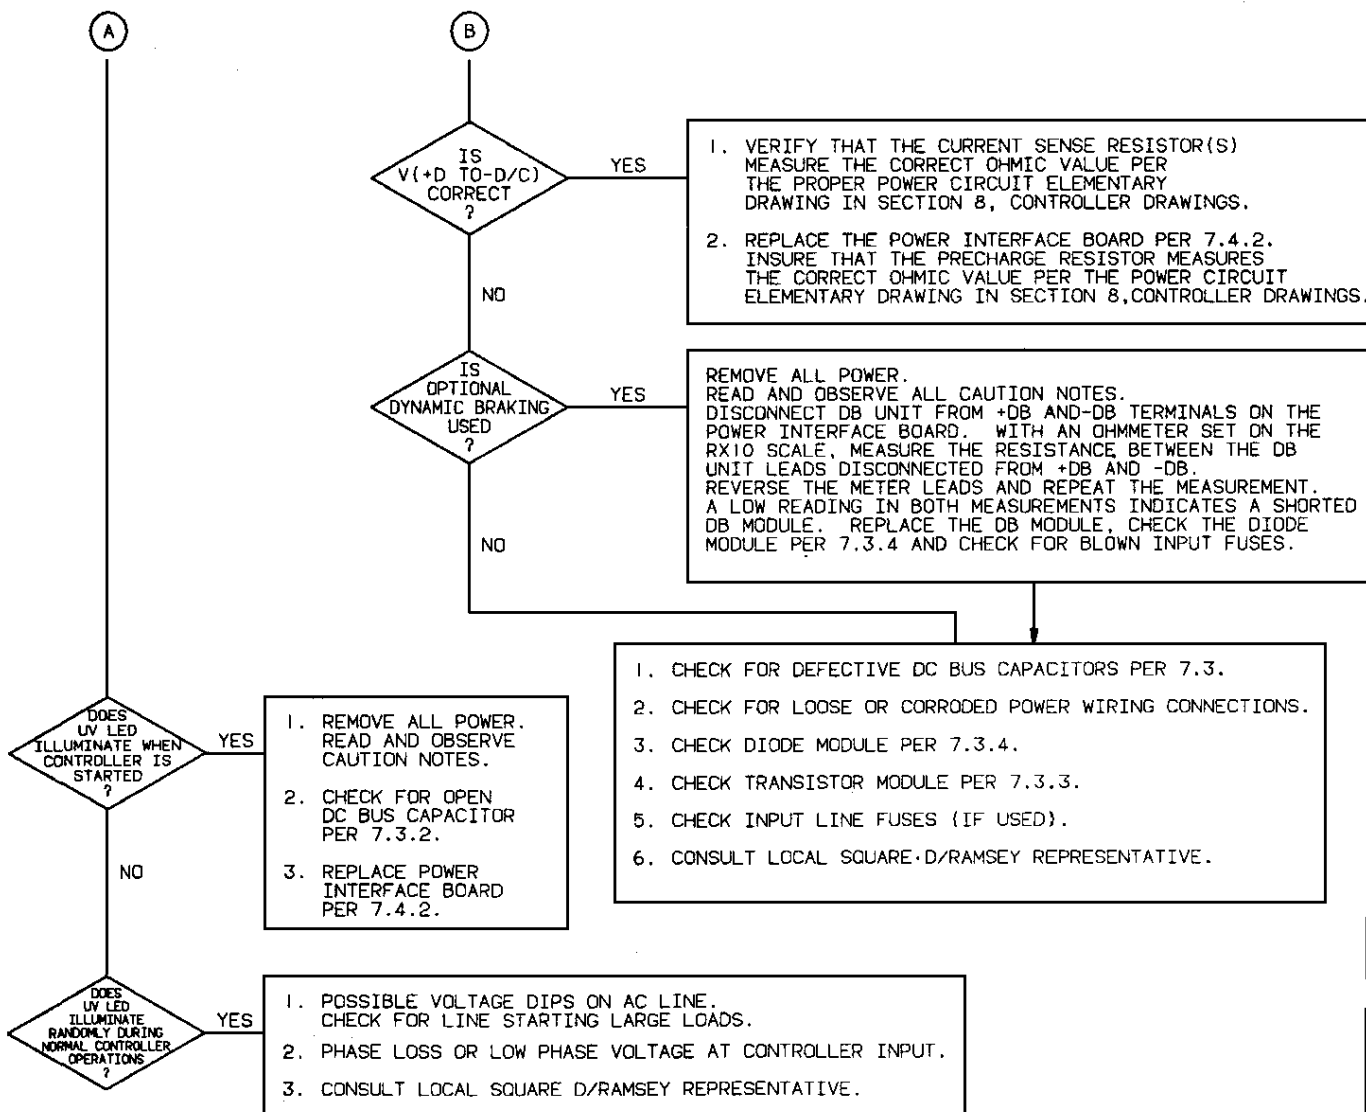 A
B
IS
V(+D TO-D/C)
CORRECT
?
YES
1. VERIFY THAT THE CURRENT SENSE RESISTOR(S)
MEASURE THE CORRECT OHMIC VALUE PER
THE PROPER POWER CIRCUIT ELEMENTARY
DRAWING IN SECTION 8, CONTROLLER DRAWINGS.
2. REPLACE THE POWER INTERFACE BOARD PER 7.4.2.
INSURE THAT THE PRECHARGE RESISTOR MEASURES
THE CORRECT OHMIC VALUE PER THE POWER CIRCUIT
ELEMENTARY DRAWING IN SECTION 8,CONTROLLER DRAWINGS.
NO
IS
OPTIONAL
DYNAMIC BRAKING
USED
?
YES
REMOVE ALL POWER.
READ AND OBSERVE ALL CAUTION NOTES.
DISCONNECT DB UNIT FROM +DB AND-DB TERMINALS ON THE
POWER INTERFACE BOARD. WITH AN OHMMETER SET ON THE
RX10 SCALE, MEASURE THE RESISTANCE BETWEEN THE DB
UNIT LEADS DISCONNECTED FROM +DB AND -DB.
REVERSE THE METER LEADS AND REPEAT THE MEASUREMENT.
A LOW READING IN BOTH MEASUREMENTS INDICATES A SHORTED
DB MODULE. REPLACE THE DB MODULE, CHECK THE DIODE
MODULE PER 7.3.4 AND CHECK FOR BLOWN INPUT FUSES.
NO
1. CHECK FOR DEFECTIVE DC BUS CAPACITORS PER 7.3.
2. CHECK FOR LOOSE OR CORRODED POWER WIRING CONNECTIONS.
3. CHECK DIODE MODULE PER 7.3.4.
4. CHECK TRANSISTOR MODULE PER 7.3.3.
5. CHECK INPUT LINE FUSES (IF USED).
6. CONSULT LOCAL SQUARE·D/RAMSEY REPRESENTATIVE.
DOES
UV LED
ILLUMINATE WHEN
CONTROLLER IS
STARTED
?
YES
1. REMOVE ALL POWER.
READ AND OBSERVE
CAUTION NOTES.
2. CHECK FOR OPEN
DC BUS CAPACITOR
PER 7.3.2.
3. REPLACE POWER
INTERFACE BOARD
PER 7.4.2.
NO
DOES
UV LED
ILLUMINATE
RANDOMLY DURING
NORMAL CONTROLLER
OPERATIONS
?
YES
1. POSSIBLE VOLTAGE DIPS ON AC LINE.
CHECK FOR LINE STARTING LARGE LOADS.
2. PHASE LOSS OR LOW PHASE VOLTAGE AT CONTROLLER INPUT.
3. CONSULT LOCAL SQUARE D/RAMSEY REPRESENTATIVE.